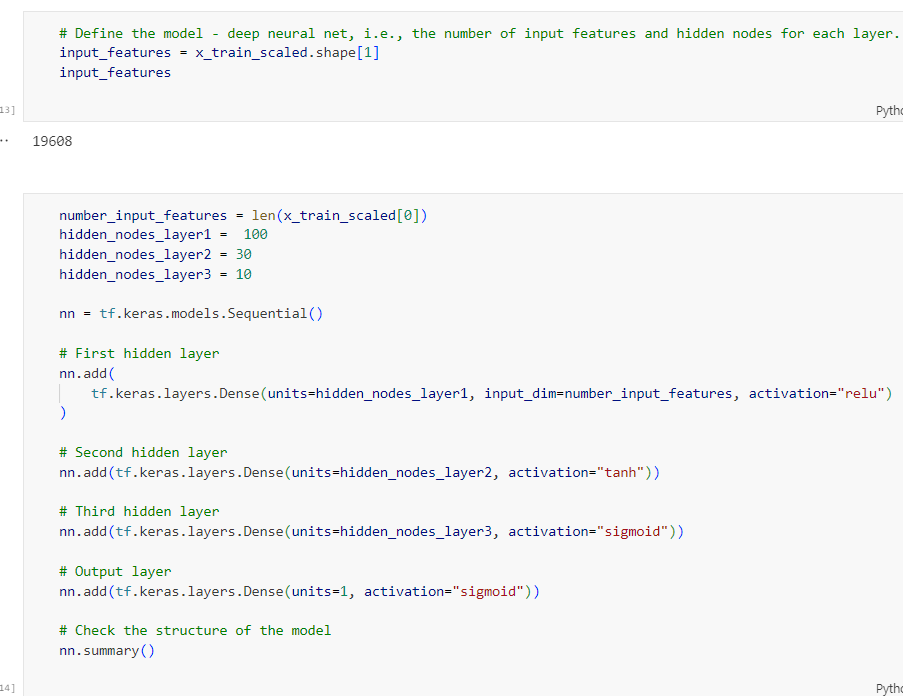 # Define the model - deep neural net, i.e., the number of input features and hidden nodes for each layer.
input_features = x_train_scaled.shape[1]
input_features
13]
Pytho
19608
number_input_features = len(x_train_scaled[0])
hidden_nodes_layer1 =  100
hidden_nodes_layer2 = 30
hidden_nodes_layer3 = 10
nn = tf.keras.models.Sequential()
# First hidden layer
nn.add(
    tf.keras.layers.Dense(units=hidden_nodes_layer1, input_dim=number_input_features, activation="relu")
)
# Second hidden layer
nn.add(tf.keras.layers.Dense(units=hidden_nodes_layer2, activation="tanh"))
# Third hidden layer
nn.add(tf.keras.layers.Dense(units=hidden_nodes_layer3, activation="sigmoid"))
# Output layer
nn.add(tf.keras.layers.Dense(units=1, activation="sigmoid"))
# Check the structure of the model
nn.summary()
14]
Pytho